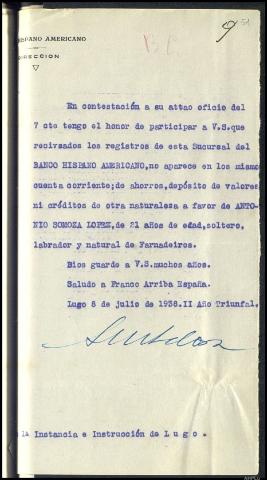 HISPANO AMERICANO
DIRECCION
9
51
En contestación a su attao oficio del
7 cte tengo el honor de participar a V.S.que
recivzados los registros de esta Sucursal del
BANCO HISPANO AMERICANO,no aparece en los mismos
cuenta corriente;de ahorros,depósito de valores
ni créditos de otra naturaleza a favor de ANTO-
NIO SOMOZA LOPEZ,de 21 años de edad,soltero,
labrador y natural de Farnadeiros.
Dios guarde a V.S.muchos años.
Saludo a Franco Arriba España.
Lugo 8 de julio de 1938.II Año Triunfal.
la Instancia e Instrucción de L u g o .